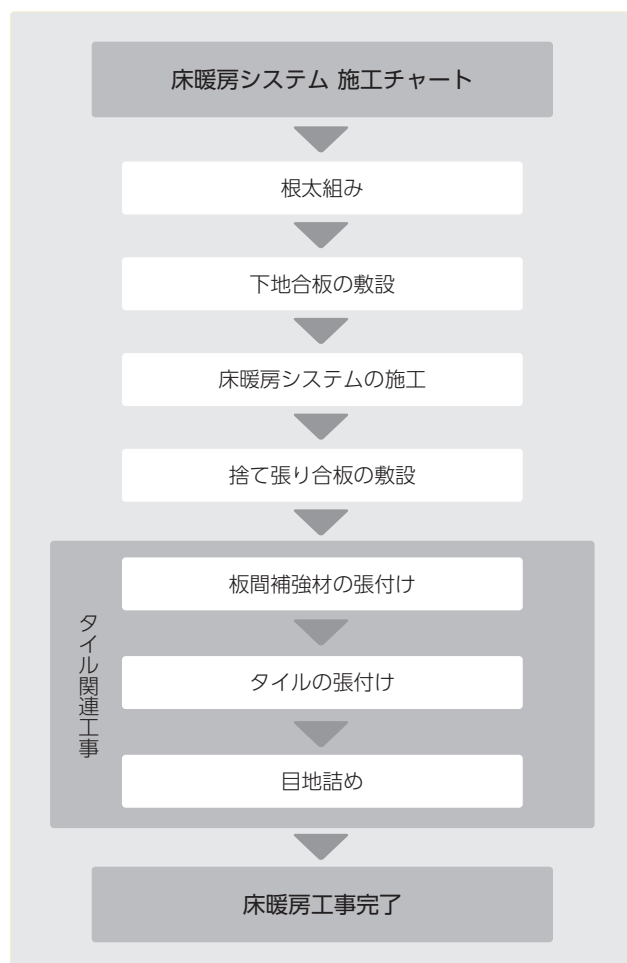 床暖房システム 施工チャート
根太組み
下地合板の敷設
床暖房システムの施工
捨て張り合板の敷設
タイル関連工事
板間補強材の張付け
タイルの張付け
目地詰め
床暖房工事完了